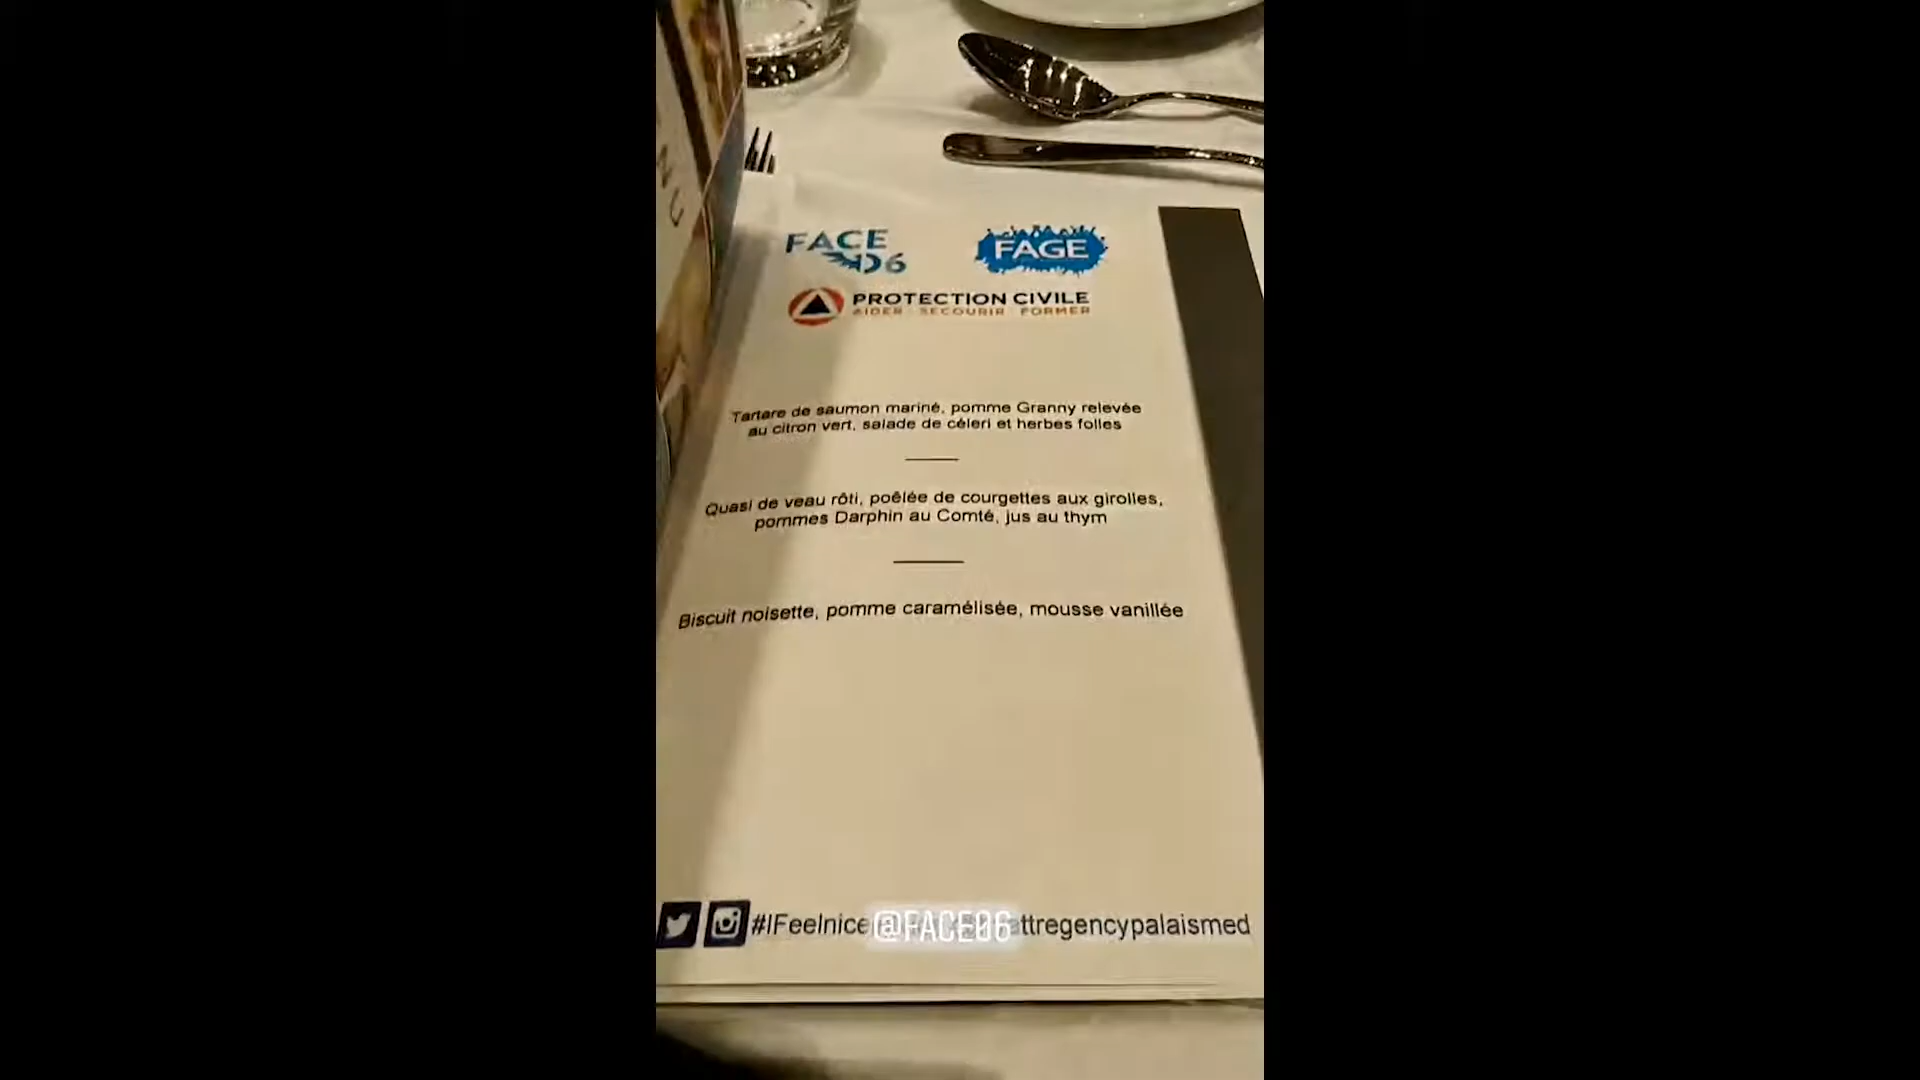 FACE
06
FAGE
PROTECTION CIVILE
AIDER SECOURIR FORMER
Tartare de saumon mariné, pomme Granny relevée
au citron vert, salade de céleri et herbes folles
Quasi de veau rôti, poêlée de courgettes aux girolles,
pommes Darphin au Comté, jus au thym
Biscuit noisette, pomme caramélisée, mousse vanillée
#IFeelnice @FACE06 attregencypalaismed